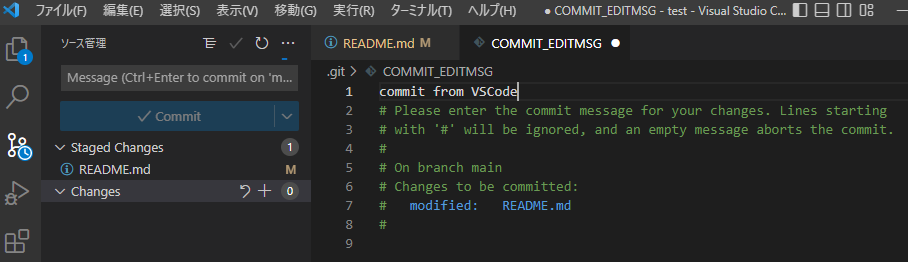 ファイル(F) 編集(E) 選択(S) 表示(V) 移動(G) 実行(R) ターミナル(T) ヘルプ(H) ● COMMIT_EDITMSG - test - Visual Studio C...
ソース管理
README.md M
COMMIT_EDITMSG ●
.git > COMMIT_EDITMSG
Message (Ctrl+Enter to commit on 'm...
Commit
Staged Changes 1
README.md M
Changes 0
1
1 commit from VSCode
2 # Please enter the commit message for your changes. Lines starting
3 # with '#' will be ignored, and an empty message aborts the commit.
4 #
5 # On branch main
6 # Changes to be committed:
7 # modified: README.md
8 #
9